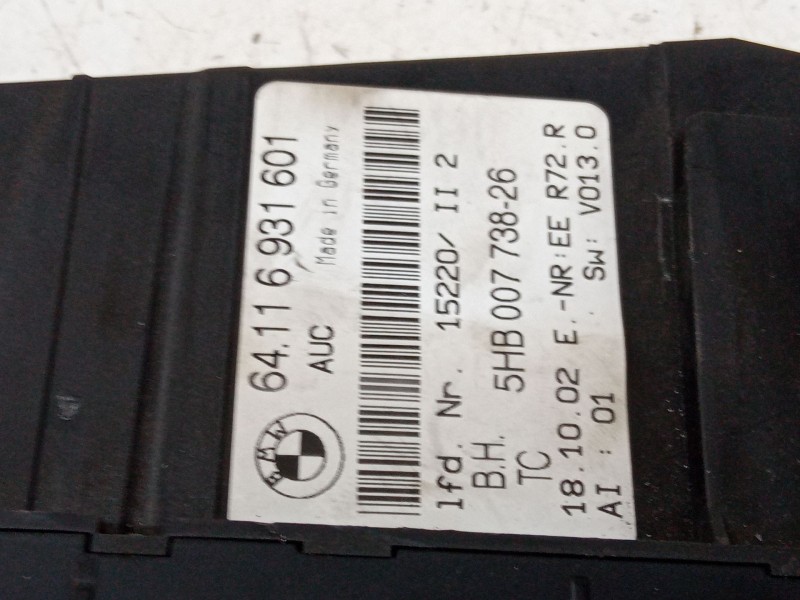 BMW
64.11 6 931 601
AUC Made in Germany
lfd. Nr. 15220/ II 2
B.H. 5HB 007 738-26
TC
18.10.02 E.-NR:EE R72.R
AI : 01 . SW: V013.0